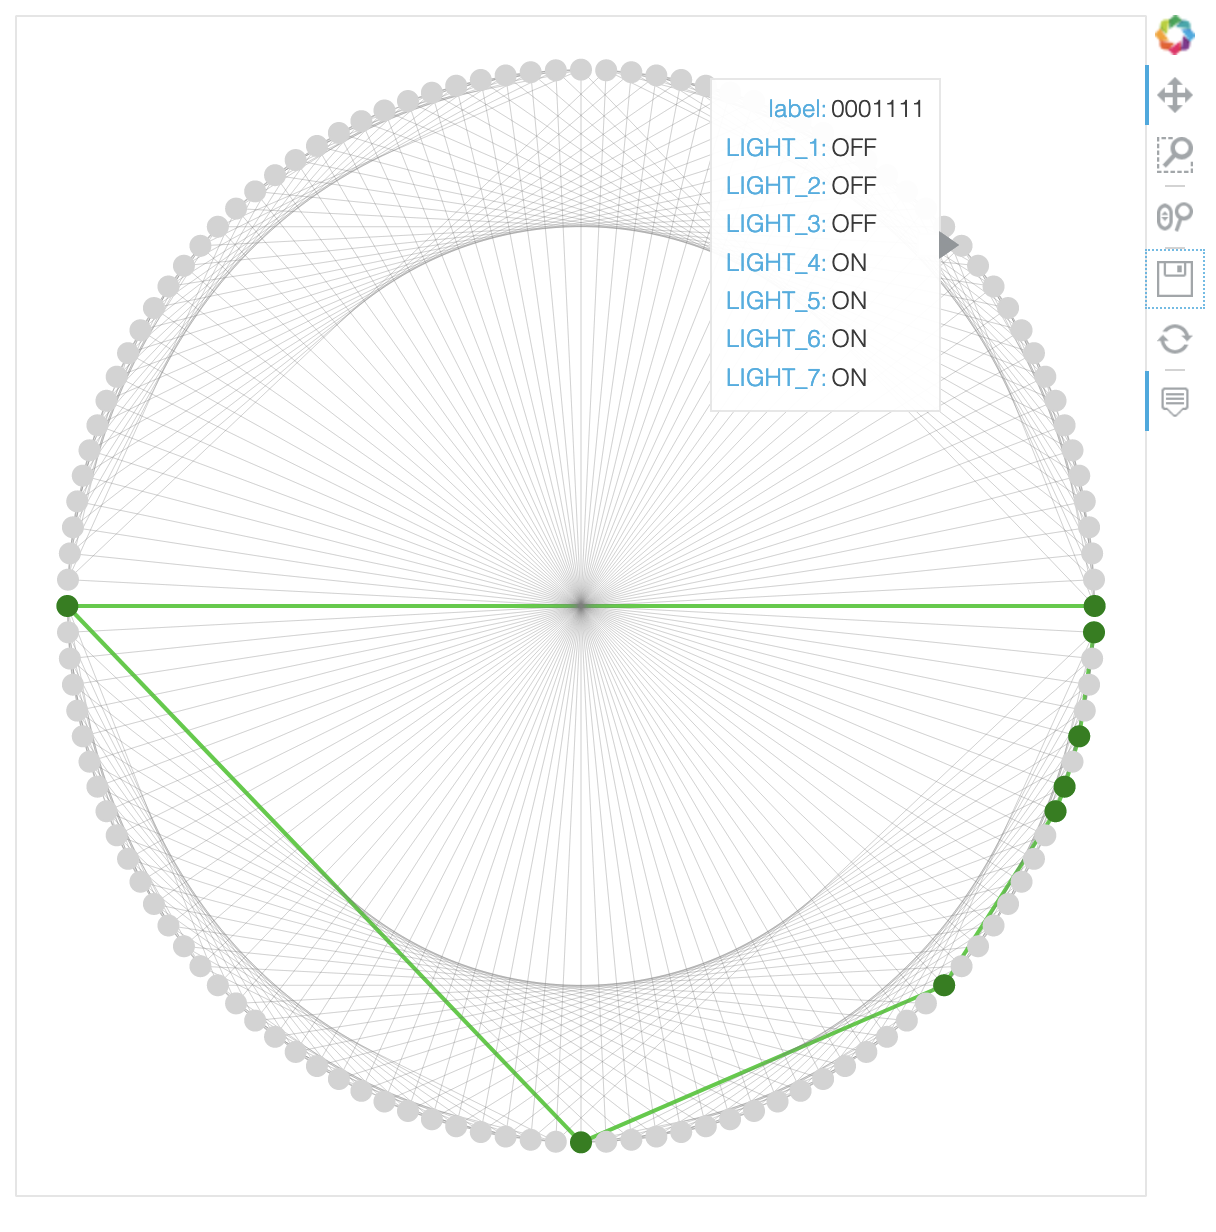 label: 0001111
LIGHT_1: OFF
LIGHT_2: OFF
LIGHT_3: OFF
LIGHT_4: ON
LIGHT_5: ON
LIGHT_6: ON
LIGHT_7: ON